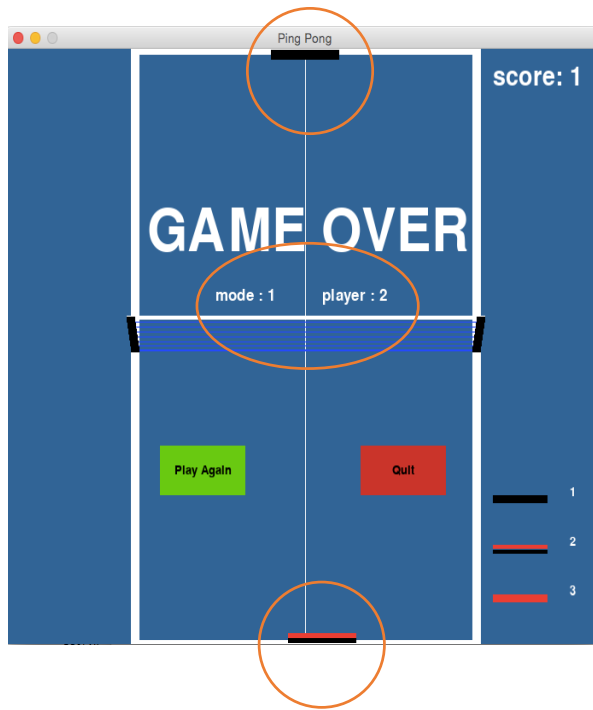 Ping Pong
score: 1
GAME OVER
mode : 1 player : 2
Play Again Quit
1
2
3